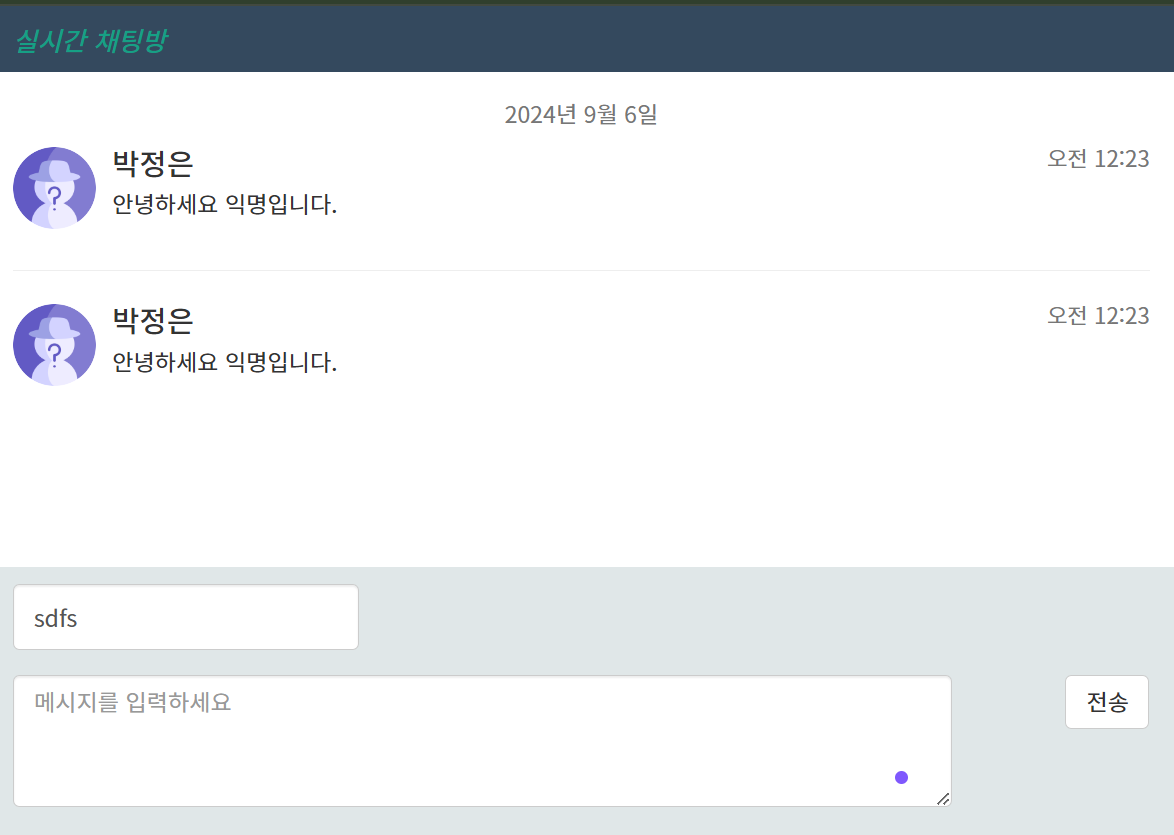 실시간 채팅방
2024년 9월 6일
박정은
오전 12:23
안녕하세요 익명입니다.
박정은
오전 12:23
안녕하세요 익명입니다.
sdfs
메시지를 입력하세요
전송